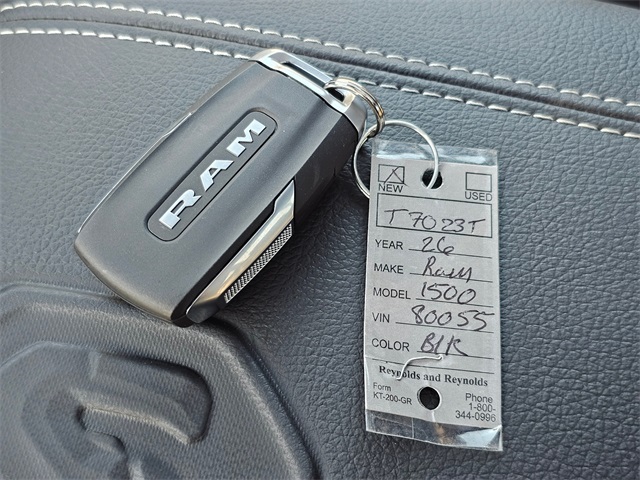 RAM
NEW USED
T7023T
YEAR 26
MAKE Ram
MODEL 1500
VIN 80055
COLOR BLK
Reynolds and Reynolds
Form
KT-200-GR
Phone
1-800-
344-0996